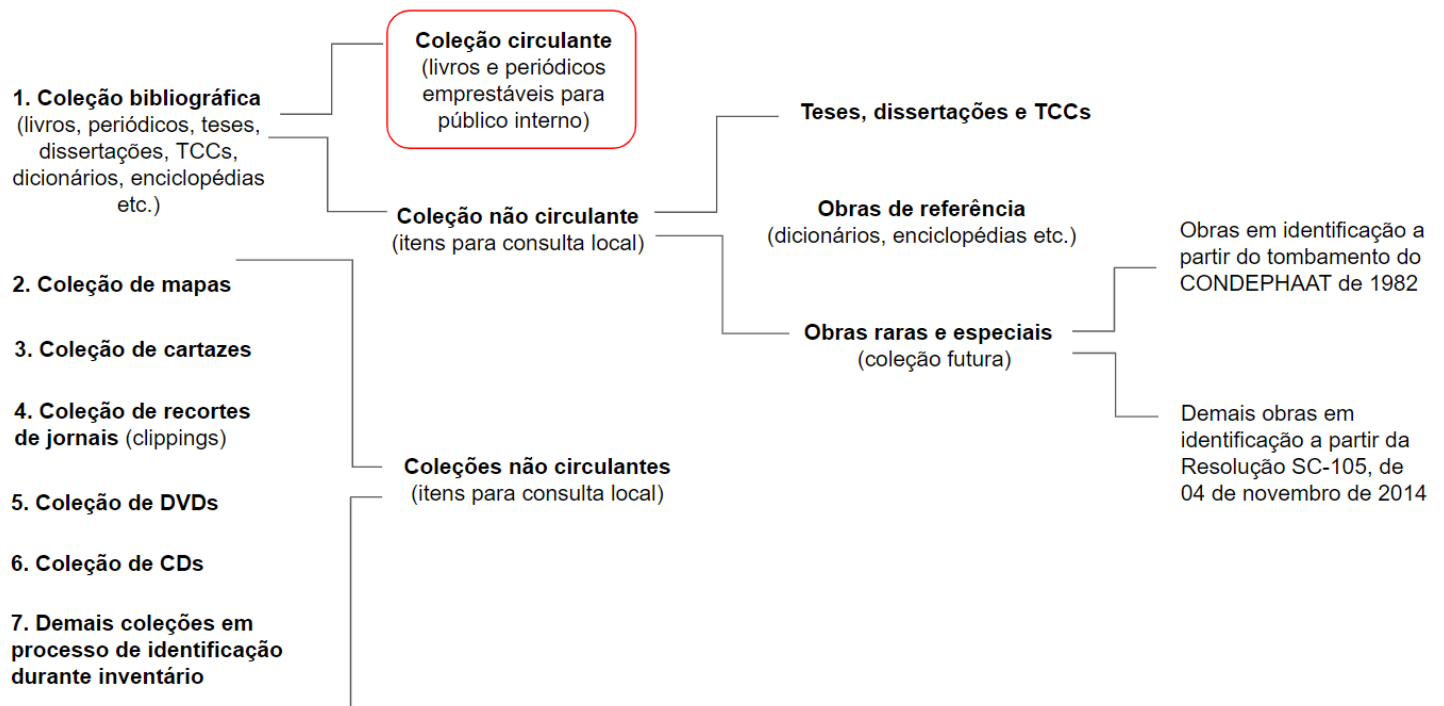 1. Coleção bibliográfica
(livros, periódicos, teses,
dissertações, TCCs,
dicionários, enciclopédias
etc.)
Coleção circulante
(livros e periódicos
emprestáveis para
público interno)
Coleção não circulante
(itens para consulta local)
Teses, dissertações e TCCs
Obras de referência
(dicionários, enciclopédias etc.)
Obras raras e especiais
(coleção futura)
Obras em identificação a
partir do tombamento do
CONDEPHAAT de 1982
Demais obras em
identificação a partir da
Resolução SC-105, de
04 de novembro de 2014
2. Coleção de mapas
3. Coleção de cartazes
4. Coleção de recortes
de jornais (clippings)
5. Coleção de DVDs
6. Coleção de CDs
7. Demais coleções em
processo de identificação
durante inventário
Coleções não circulantes
(itens para consulta local)